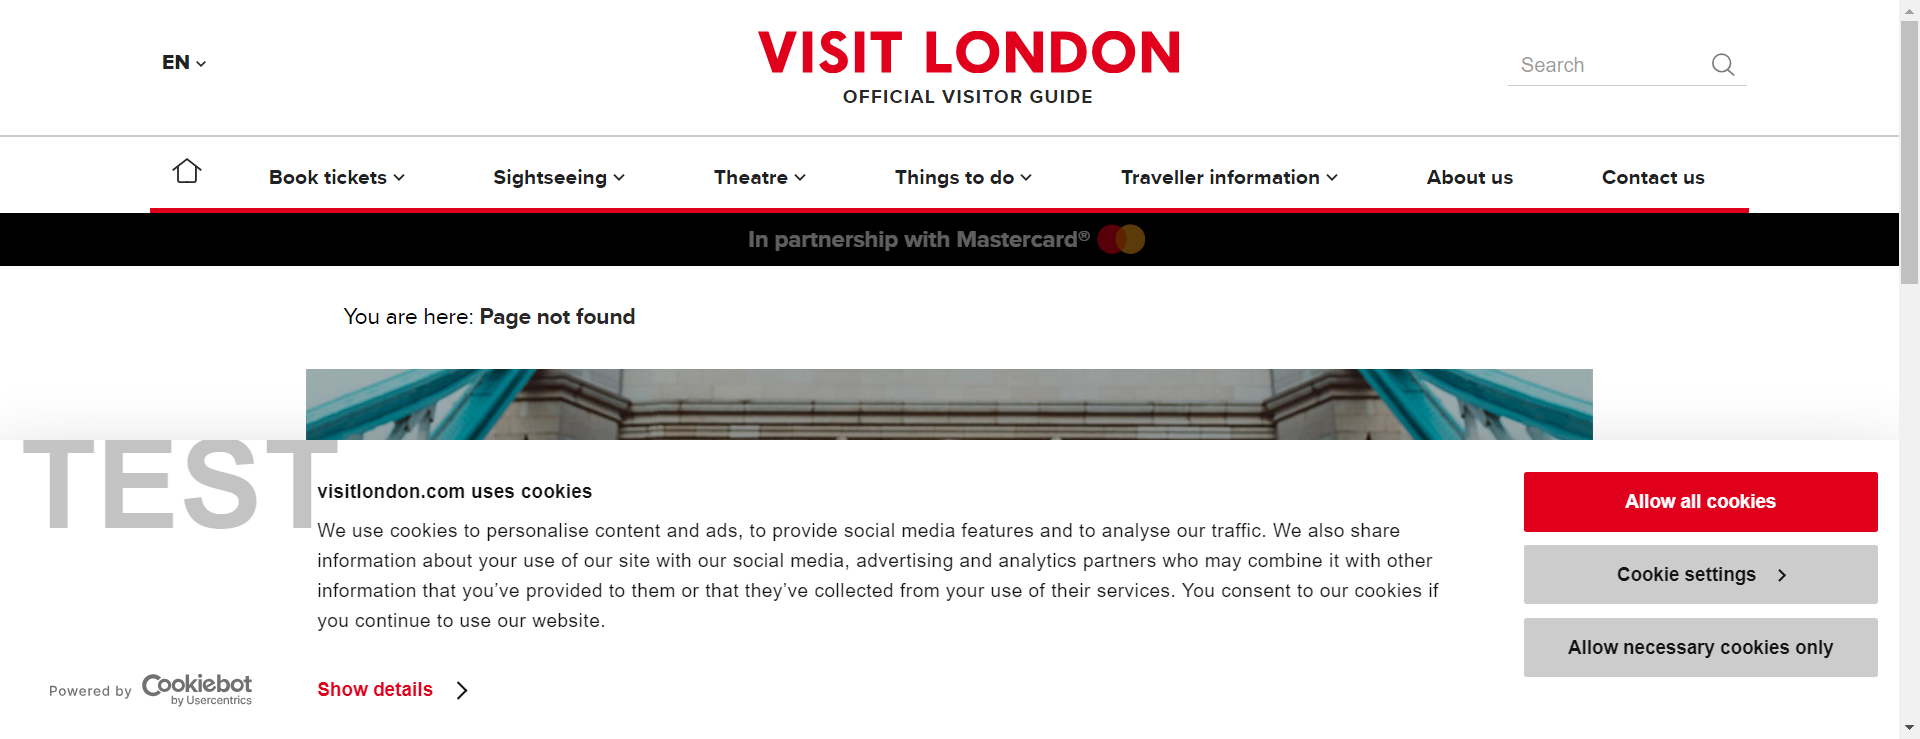 EN
VISIT LONDON
OFFICIAL VISITOR GUIDE
Search
Book tickets
Sightseeing
Theatre
Things to do
Traveller information
About us
Contact us
In partnership with Mastercard®
You are here: Page not found
TEST
visitlondon.com uses cookies
We use cookies to personalise content and ads, to provide social media features and to analyse our traffic. We also share
information about your use of our site with our social media, advertising and analytics partners who may combine it with other
information that you’ve provided to them or that they’ve collected from your use of their services. You consent to our cookies if
you continue to use our website.
Show details
Powered by
Cookiebot
by Usercentrics
Allow all cookies
Cookie settings
Allow necessary cookies only